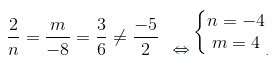 2/n = m/-8 = 3/6 ≠ -5/2 ⇔ { n = -4
m = 4 .